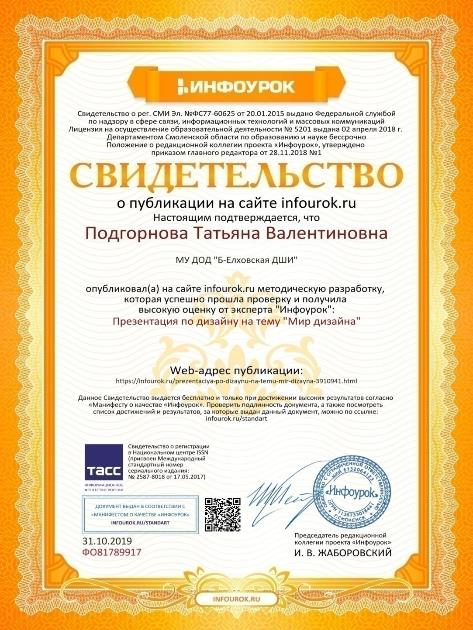 ИНФОУРОК
Свидетельство о рег. СМИ Эл. №ФС77-60625 от 20.01.2015 выдано Федеральной службой
по надзору в сфере связи, информационных технологий и массовых коммуникаций
Лицензия на осуществление образовательной деятельности № 5201 выдана 02 апреля 2018 г.
Департаментом Смоленской области по образованию и науке бессрочно
Положение о редакционной коллегии проекта «Инфоурок», утверждено
приказом главного редактора от 28.11.2018 №1
СВИДЕТЕЛЬСТВО
о публикации на сайте infourok.ru
Настоящим подтверждается, что
Подгорнова Татьяна Валентиновна
МУ ДОД "Б-Елховская ДШИ"
опубликовал(а) на сайте infourok.ru методическую разработку,
которая успешно прошла проверку и получила
высокую оценку от эксперта "Инфоурок":
Презентация по дизайну на тему "Мир дизайна"
Web-адрес публикации:
https://infourok.ru/prezentaciya-po-dizaynu-na-temu-mir-dizayna-3910941.html
Данное Свидетельство выдается бесплатно и только при достижении высоких результатов согласно
«Манифесту о качестве «Инфоурок». Проверить подлинность документа, а также посмотреть
список достижений и результатов, за которые выдан данный документ, можно по ссылке:
infourok.ru/standart
Свидетельство о регистрации
в Национальном центре ISSN
(присвоен Международный
стандартный номер
сериального издания:
№ 2587-8018 от 17.05.2017)
ТАСС
ИНФОРМАЦИОННОЕ
АГЕНТСТВО РОССИИ
ДОКУМЕНТ ВЫДАН В СООТВЕТСТВИИ С
«МАНИФЕСТОМ О КАЧЕСТВЕ «ИНФОУРОК»
INFOUROK.RU/STANDART
31.10.2019
ФО81789917
«Инфоурок»
Председатель редакционной
коллегии проекта «Инфоурок»
И. В. ЖАБОРОВСКИЙ
INFOUROK.RU